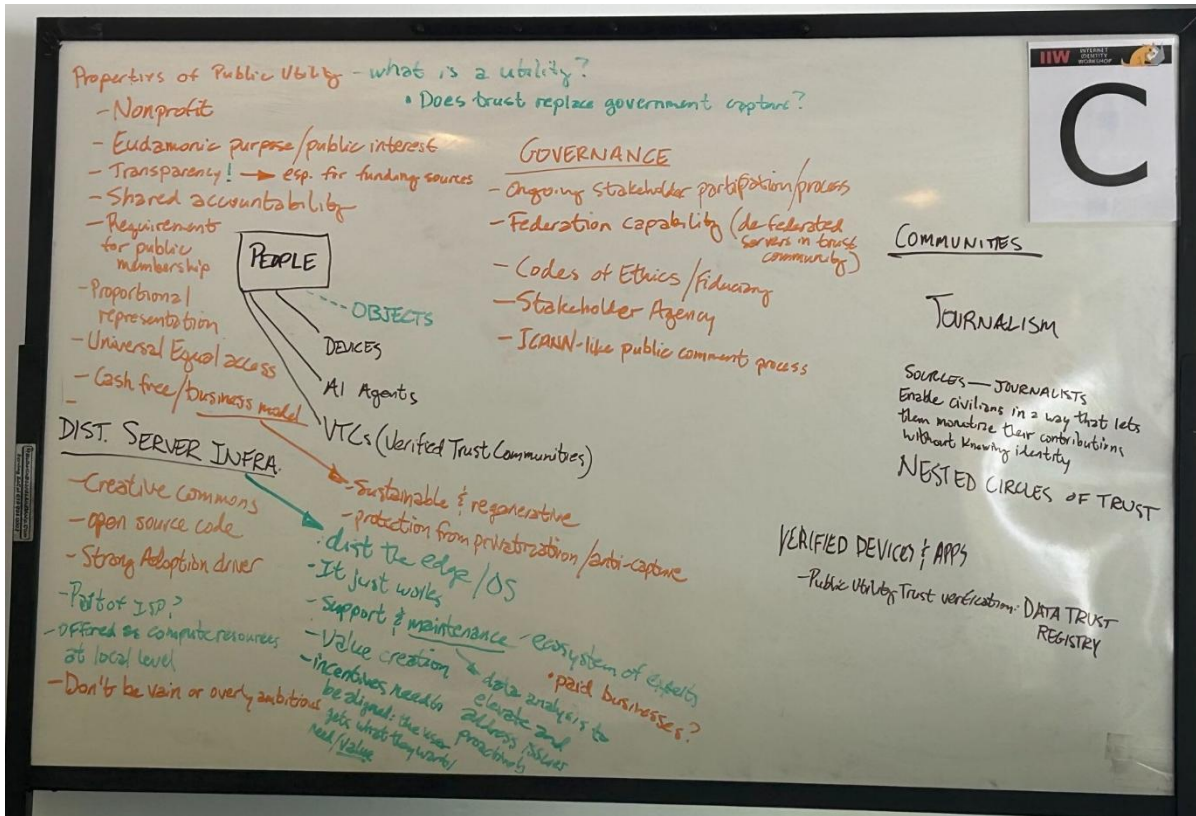 IIW INTERNET IDENTITY WORKSHOP
C
Properties of Public Utility - what is a utility?
• Does trust replace government capture?
- Nonprofit
- Eudamonic purpose/public interest
- Transparency! → esp. for funding sources
- Shared accountability
- Requirement
for public
membership
- Proportional
representation
- Universal Equal access
- Cash free/business model
PEOPLE
OBJECTS
DEVICES
AI Agents
VTCs (Verified Trust Communities)
- Sustainable & regenerative
- protection from privatization/anti-capture
GOVERNANCE
- Ongoing stakeholder partipation/process
- Federation capability (de-federated
servers in trust
community)
- Codes of Ethics/Fiduciary
- Stakeholder Agency
- ICANN-like public comment process
DIST. SERVER INFRA.
- Creative commons
- open source code
- Strong Adoption driver
- Part of ISP?
- offered as compute resources
at local level
- Don't be vain or overly ambitious
• dist the edge/OS
- It just works
- Support & maintenance - ecosystem of experts
• paid businesses?
- Value creation
data analysis to
elevate and
address issues
proactively
- incentives need to
be aligned: the user
gets what they want/
need/value
COMMUNITIES
JOURNALISM
SOURCES — JOURNALISTS
Enable civilians in a way that lets
them monetize their contributions
without knowing identity
NESTED CIRCLES OF TRUST
VERIFIED DEVICES & APPS
- Public Utility Trust verification: DATA TRUST
REGISTRY